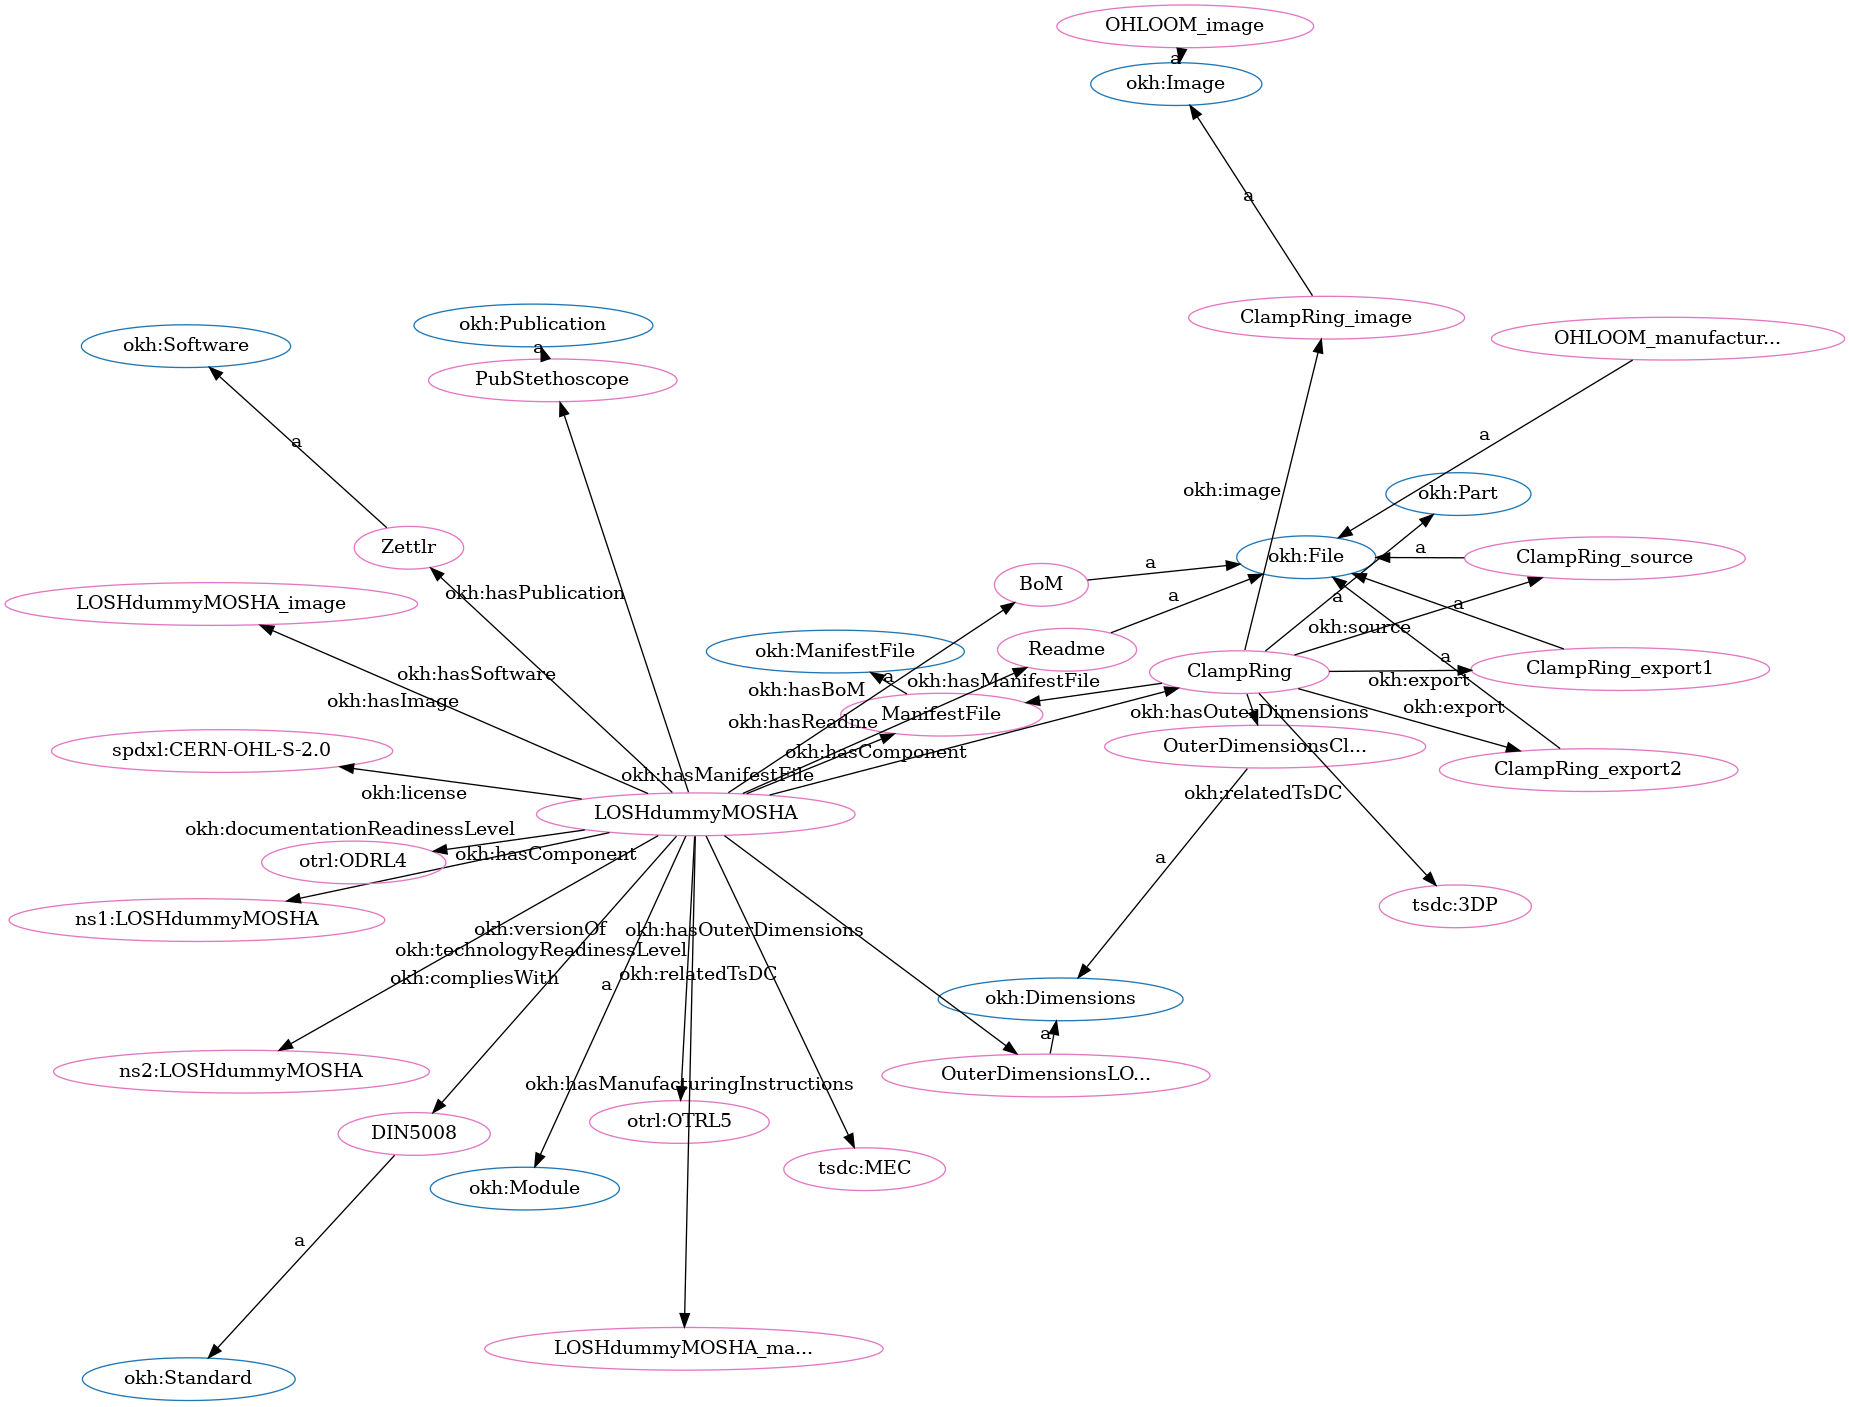 OHLOOM_image
a
okh:Image
a
ClampRing_image
okh:Publication
okh:Software
a
OHLOOM_manufactur...
PubStethoscope
a
a
okh:image
okh:Part
Zettlr
okh:File
a
ClampRing_source
a
BoM
okh:hasPublication
a
a
a
LOSHdummyMOSHA_image
okh:source
okh:ManifestFile
Readme
a
ClampRing
ClampRing_export1
okh:hasSoftware
a
okh:hasManifestFile
okh:export
okh:hasBoM
okh:hasImage
okh:export
ManifestFile
okh:hasOuterDimensions
okh:hasReadme
OuterDimensionsCl...
spdxl:CERN-OHL-S-2.0
okh:hasComponent
ClampRing_export2
okh:hasManifestFile
okh:license
okh:relatedTsDC
LOSHdummyMOSHA
okh:documentationReadinessLevel
okh:hasComponent
a
otrl:ODRL4
tsdc:3DP
ns1:LOSHdummyMOSHA
okh:versionOf
okh:hasOuterDimensions
okh:technologyReadinessLevel
okh:compliesWith
okh:relatedTsDC
a
okh:Dimensions
a
ns2:LOSHdummyMOSHA
OuterDimensionsLO...
okh:hasManufacturingInstructions
otrl:OTRL5
DIN5008
tsdc:MEC
okh:Module
a
LOSHdummyMOSHA_ma...
okh:Standard